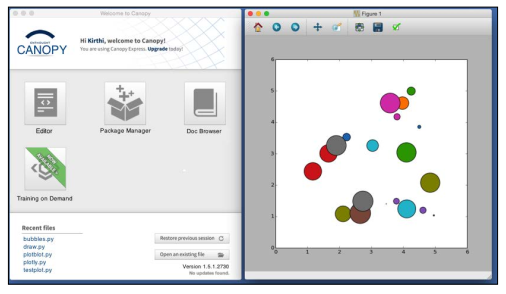 Welcome to Canopy
ENTHOUGHT
CANOPY
Hi Kirthi, welcome to Canopy!
You are using Canopy Express. Upgrade today!
Editor
Package Manager
Doc Browser
NOW AVAILABLE
Training on Demand
Recent files
bubbles.py
draw.py
plotblot.py
plotly.py
testplot.py
Restore previous session
Open an existing file
Version 1.5.1.2730
No updates found.
Figure 1
6
5
4
3
2
1
0
0 1 2 3 4 5 6